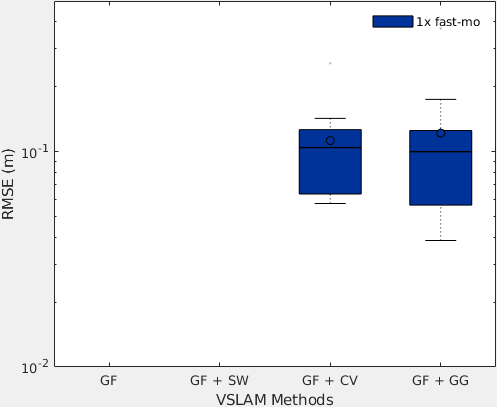 1x fast-mo
RMSE (m)
10-1
10-2
GF
GF + SW
GF + CV
GF + GG
VSLAM Methods